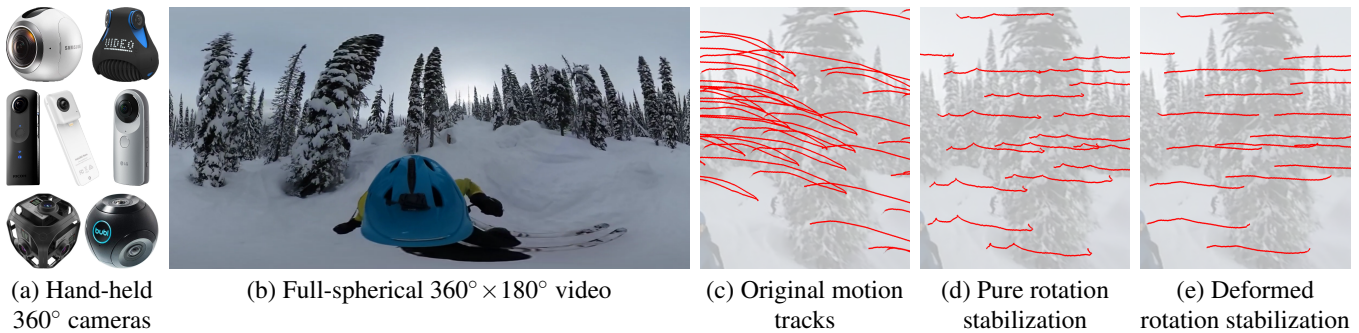 SAMSUNG
VIDEO
bubl
(a) Hand-held
360° cameras
(b) Full-spherical 360°×180° video
(c) Original motion
tracks
(d) Pure rotation
stabilization
(e) Deformed
rotation stabilization